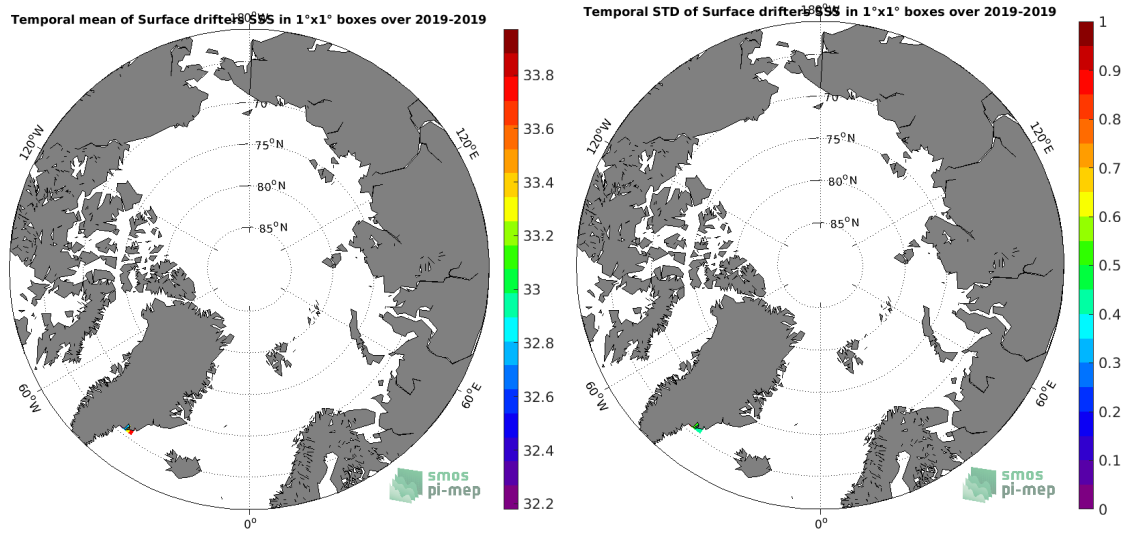 Temporal mean of Surface drifters SSS in 1°x1° boxes over 2019-2019
180°W
120°W
120°E
70
75°N
80°N
85°N
60°W
60°E
0°
33.8
33.6
33.4
33.2
33
32.8
32.6
32.4
32.2
smos
pi-mep
Temporal STD of Surface drifters SSS in 1°x1° boxes over 2019-2019
180°W
120°W
120°E
70
75°N
80°N
85°N
60°W
60°E
0°
1
0.9
0.8
0.7
0.6
0.5
0.4
0.3
0.2
0.1
0
smos
pi-mep